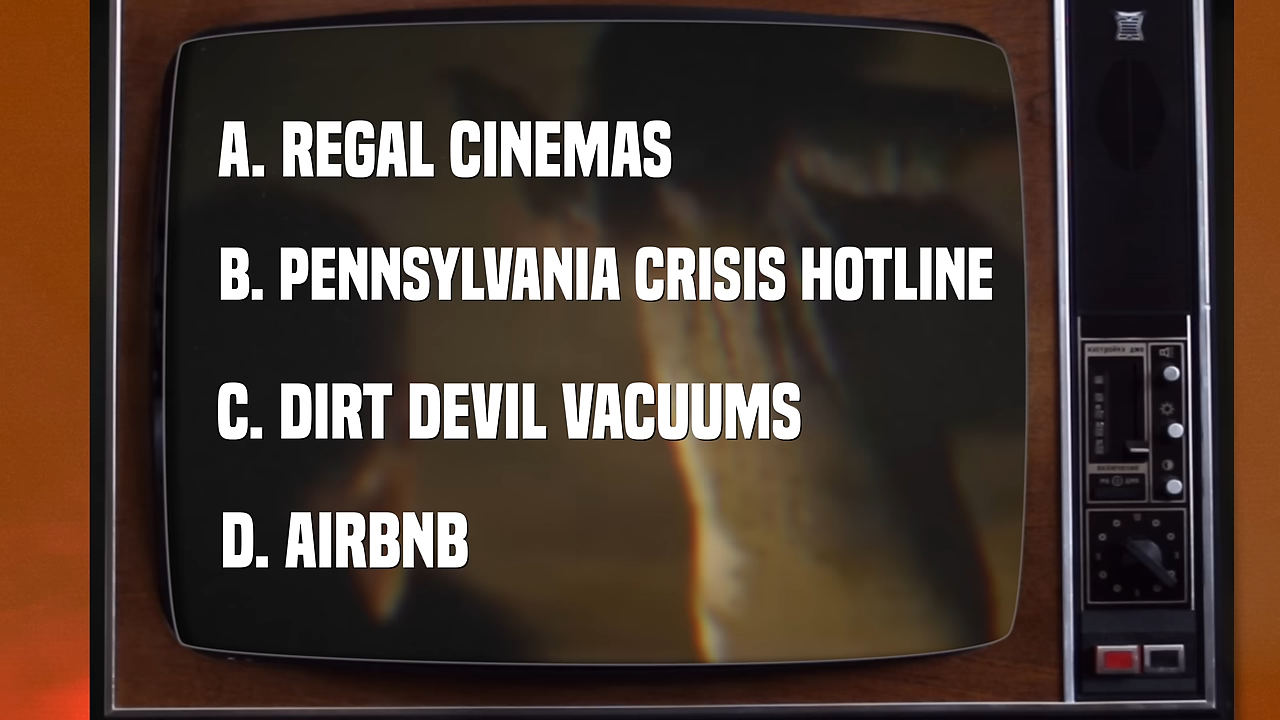 A. REGAL CINEMAS
B. PENNSYLVANIA CRISIS HOTLINE
C. DIRT DEVIL VACUUMS
D. AIRBNB